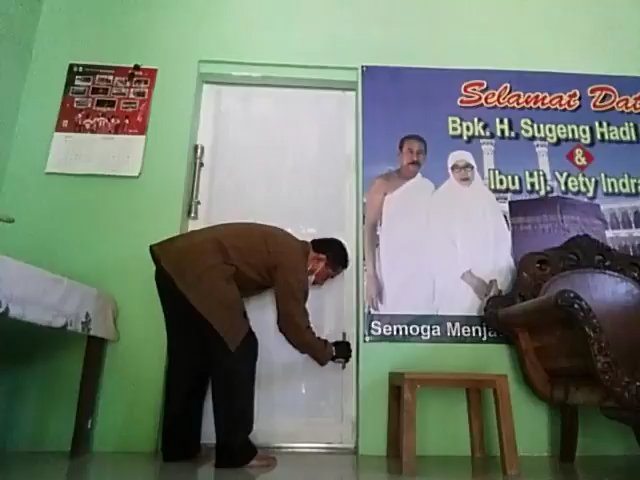 Selamat Dat
Bpk. H. Sugeng Hadi
&
Ibu Hj. Yety Indra
Semoga Menja